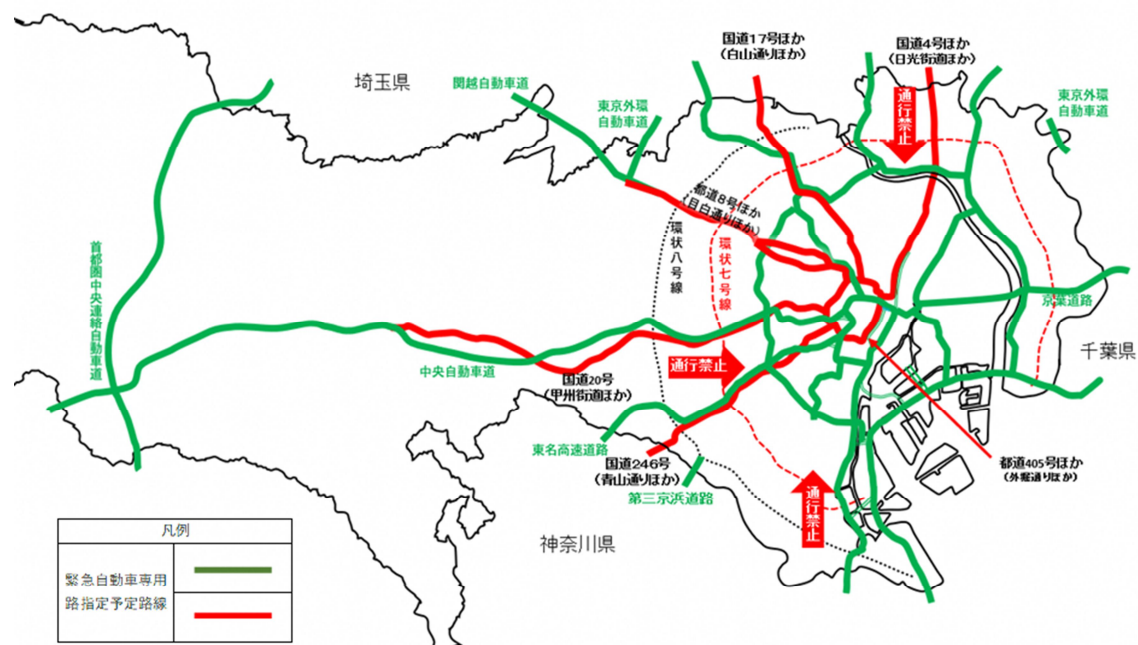 国道17号ほか
(白山通りほか)
国道4号ほか
(日光街道ほか)
埼玉県
関越自動車道
東京外環
自動車道
通行禁止
東京外環
自動車道
都道8号ほか
(目白通りほか)
環状八号線
環状七号線
首都圏中央連絡自動車道
京葉道路
千葉県
中央自動車道
通行禁止
国道20号
(甲州街道ほか)
東名高速道路
国道246号
(青山通りほか)
第三京浜道路
通行禁止
都道405号ほか
(外堀通りほか)
神奈川県
凡例
緊急自動車専用
路指定予定路線